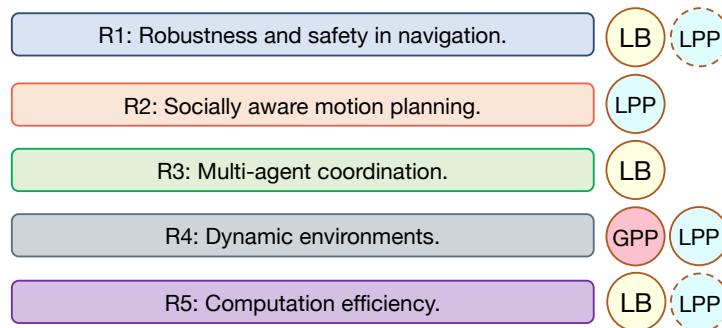 R1: Robustness and safety in navigation. LB LPP
R2: Socially aware motion planning. LPP
R3: Multi-agent coordination. LB
R4: Dynamic environments. GPP LPP
R5: Computation efficiency. LB LPP